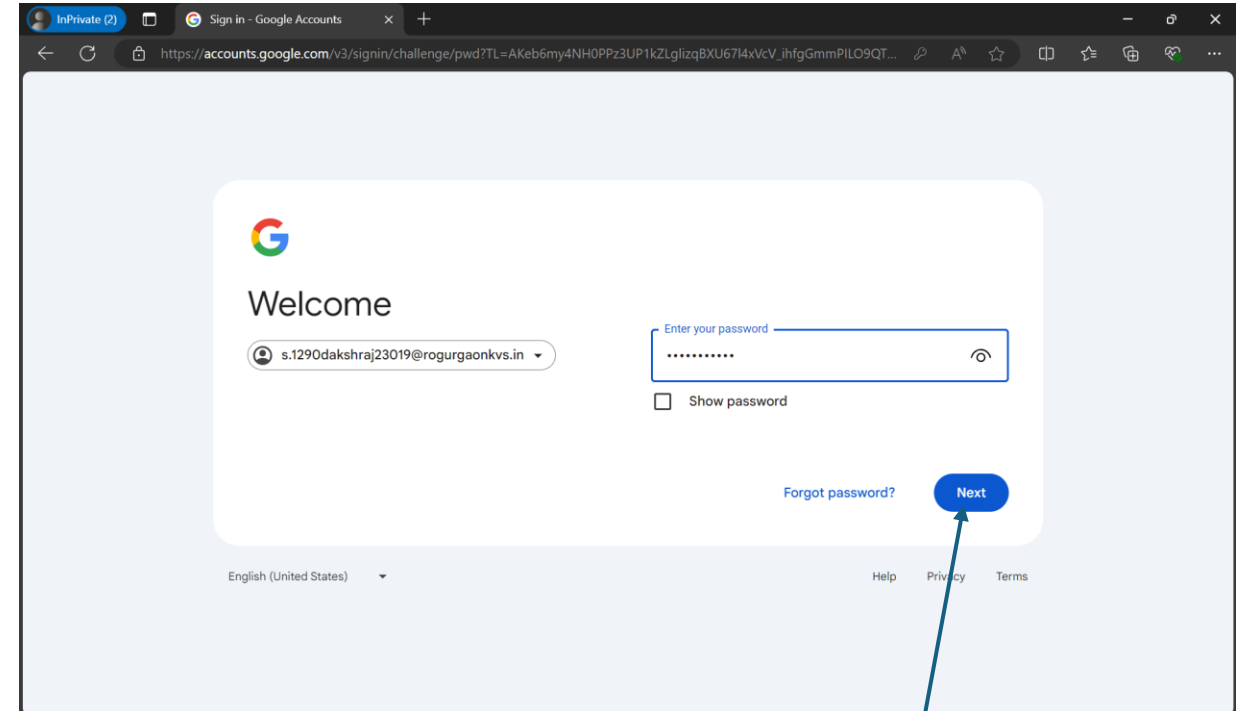 InPrivate (2)
Sign in - Google Accounts
https://accounts.google.com/v3/signin/challenge/pwd?TL=AKeb6my4NH0PPz3UP1kZLglizqBXU67l4xVcV_ihfgGmmPILO9QT...
Welcome
s.1290dakshraj23019@rogurgaonkvs.in
Enter your password
•••••••••••
Show password
Forgot password?
Next
English (United States)
Help Privacy Terms